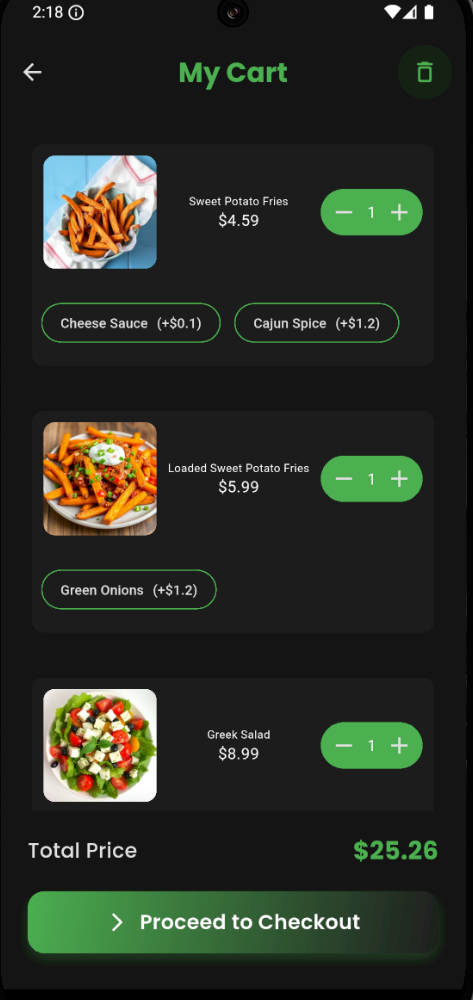 2:18
My Cart
Sweet Potato Fries
$4.59
1
Cheese Sauce (+$0.1)
Cajun Spice (+$1.2)
Loaded Sweet Potato Fries
$5.99
1
Green Onions (+$1.2)
Greek Salad
$8.99
1
Total Price
$25.26
Proceed to Checkout